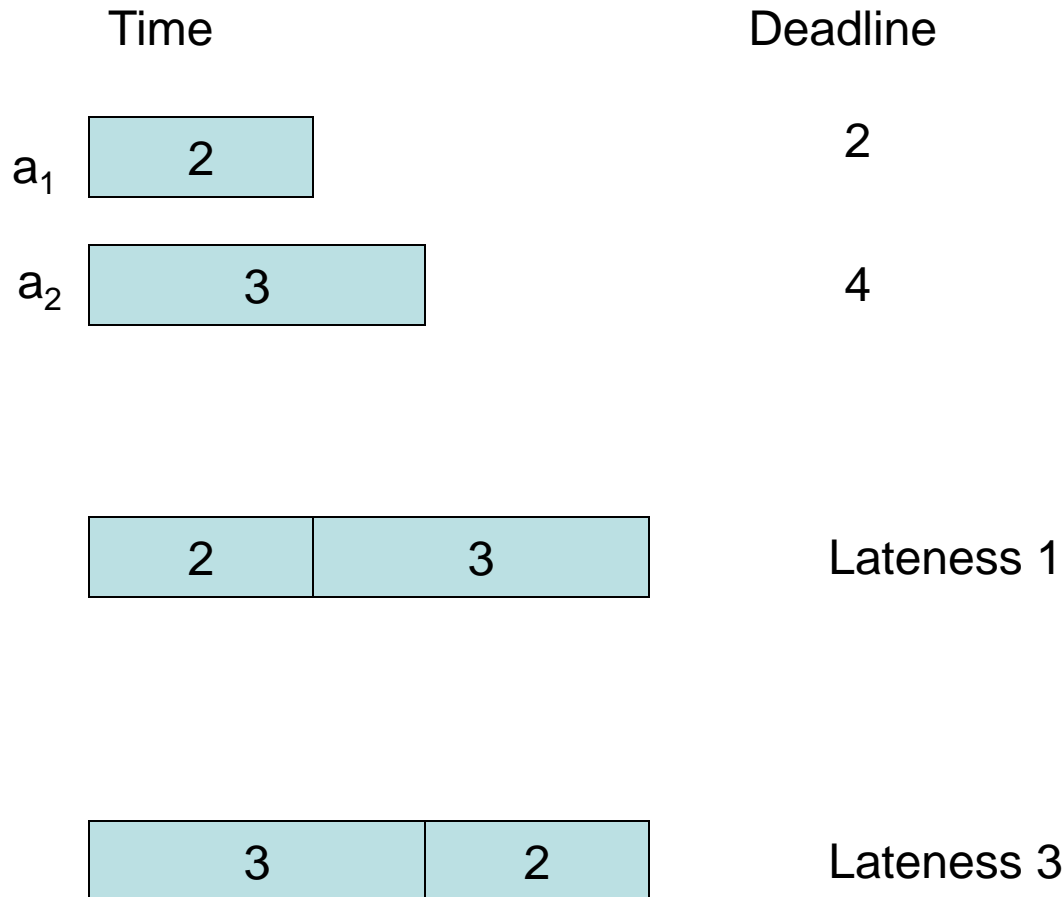 Time Deadline
a₁ 2 2
a₂ 3 4
2 3 Lateness 1
3 2 Lateness 3